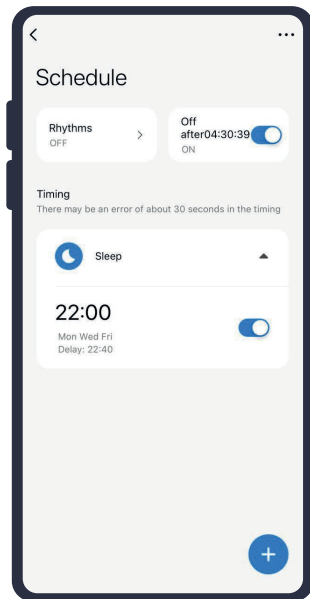 Schedule
Rhythms
OFF
Off
after04:30:39
ON
Timing
There may be an error of about 30 seconds in the timing
Sleep
22:00
Mon Wed Fri
Delay: 22:40